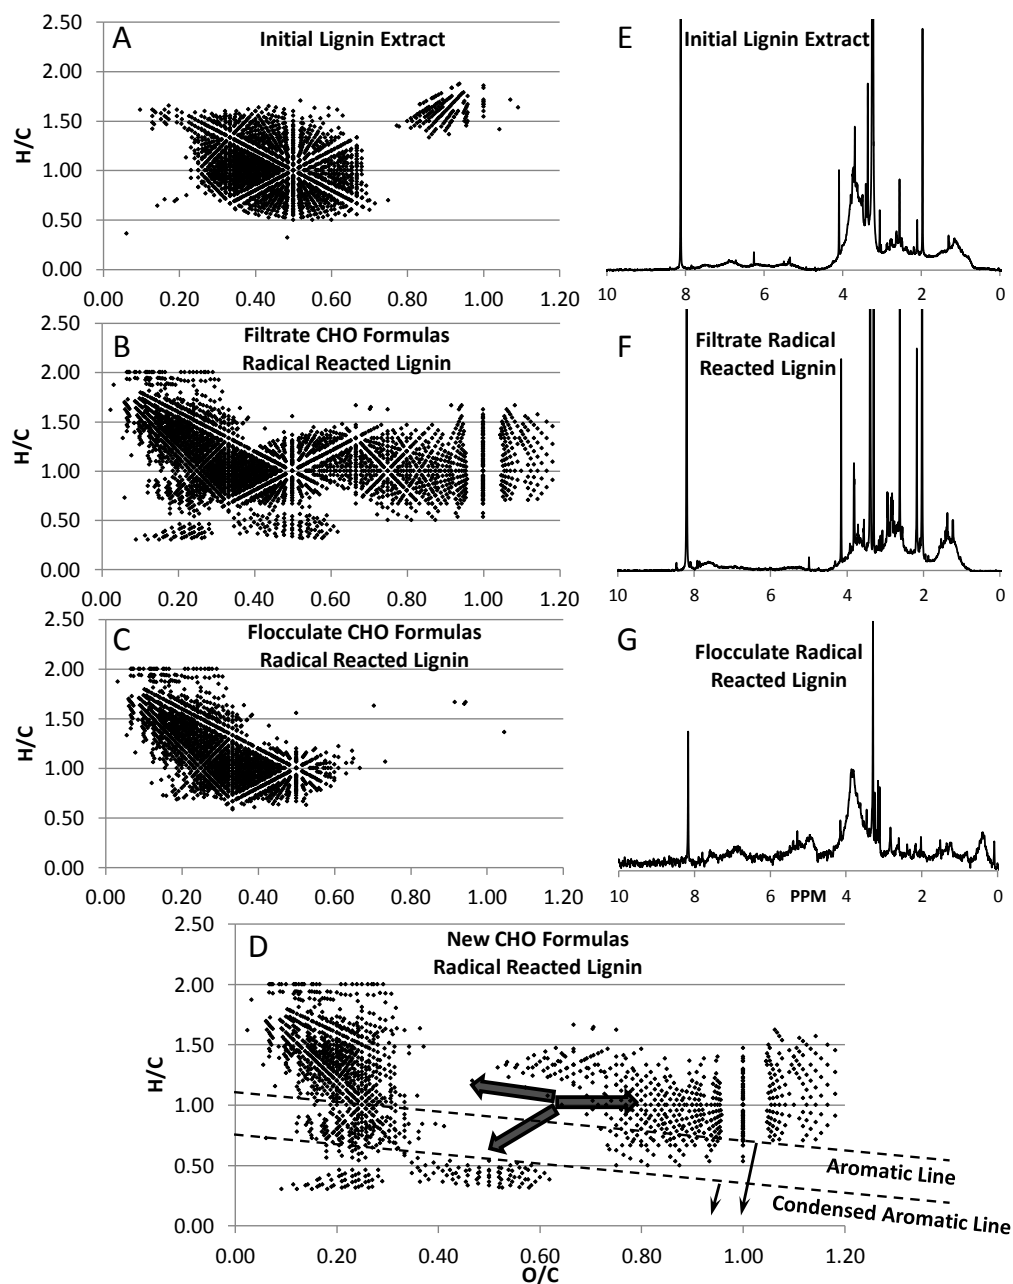 A
Initial Lignin Extract
2.50
2.00
1.50
1.00
0.50
0.00
H/C
0.00 0.20 0.40 0.60 0.80 1.00 1.20
E
Initial Lignin Extract
10 8 6 4 2 0
B
Filtrate CHO Formulas
Radical Reacted Lignin
2.50
2.00
1.50
1.00
0.50
0.00
H/C
0.00 0.20 0.40 0.60 0.80 1.00 1.20
F
Filtrate Radical
Reacted Lignin
10 8 6 4 2 0
C
Flocculate CHO Formulas
Radical Reacted Lignin
2.50
2.00
1.50
1.00
0.50
0.00
H/C
0.00 0.20 0.40 0.60 0.80 1.00 1.20
G
Flocculate Radical
Reacted Lignin
10 8 6 PPM 4 2 0
D
New CHO Formulas
Radical Reacted Lignin
2.50
2.00
1.50
1.00
0.50
0.00
H/C
Aromatic Line
Condensed Aromatic Line
0.00 0.20 0.40 0.60 0.80 1.00 1.20
O/C